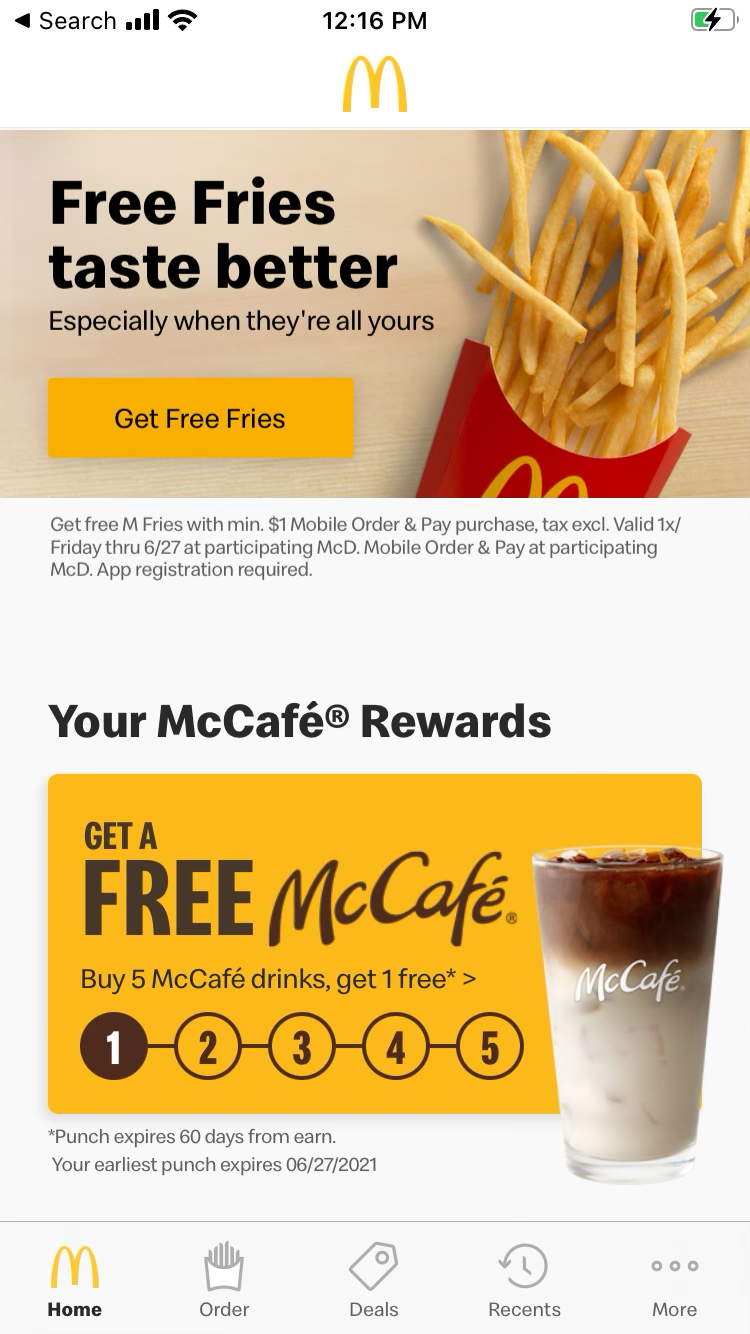 Search
12:16 PM
Free Fries
taste better
Especially when they're all yours
Get Free Fries
Get free M Fries with min. $1 Mobile Order & Pay purchase, tax excl. Valid 1x/
Friday thru 6/27 at participating McD. Mobile Order & Pay at participating
McD. App registration required.
Your McCafé® Rewards
GET A
FREE McCafé®
Buy 5 McCafé drinks, get 1 free* >
1 2 3 4 5
McCafé®
*Punch expires 60 days from earn.
Your earliest punch expires 06/27/2021
Home Order Deals Recents More